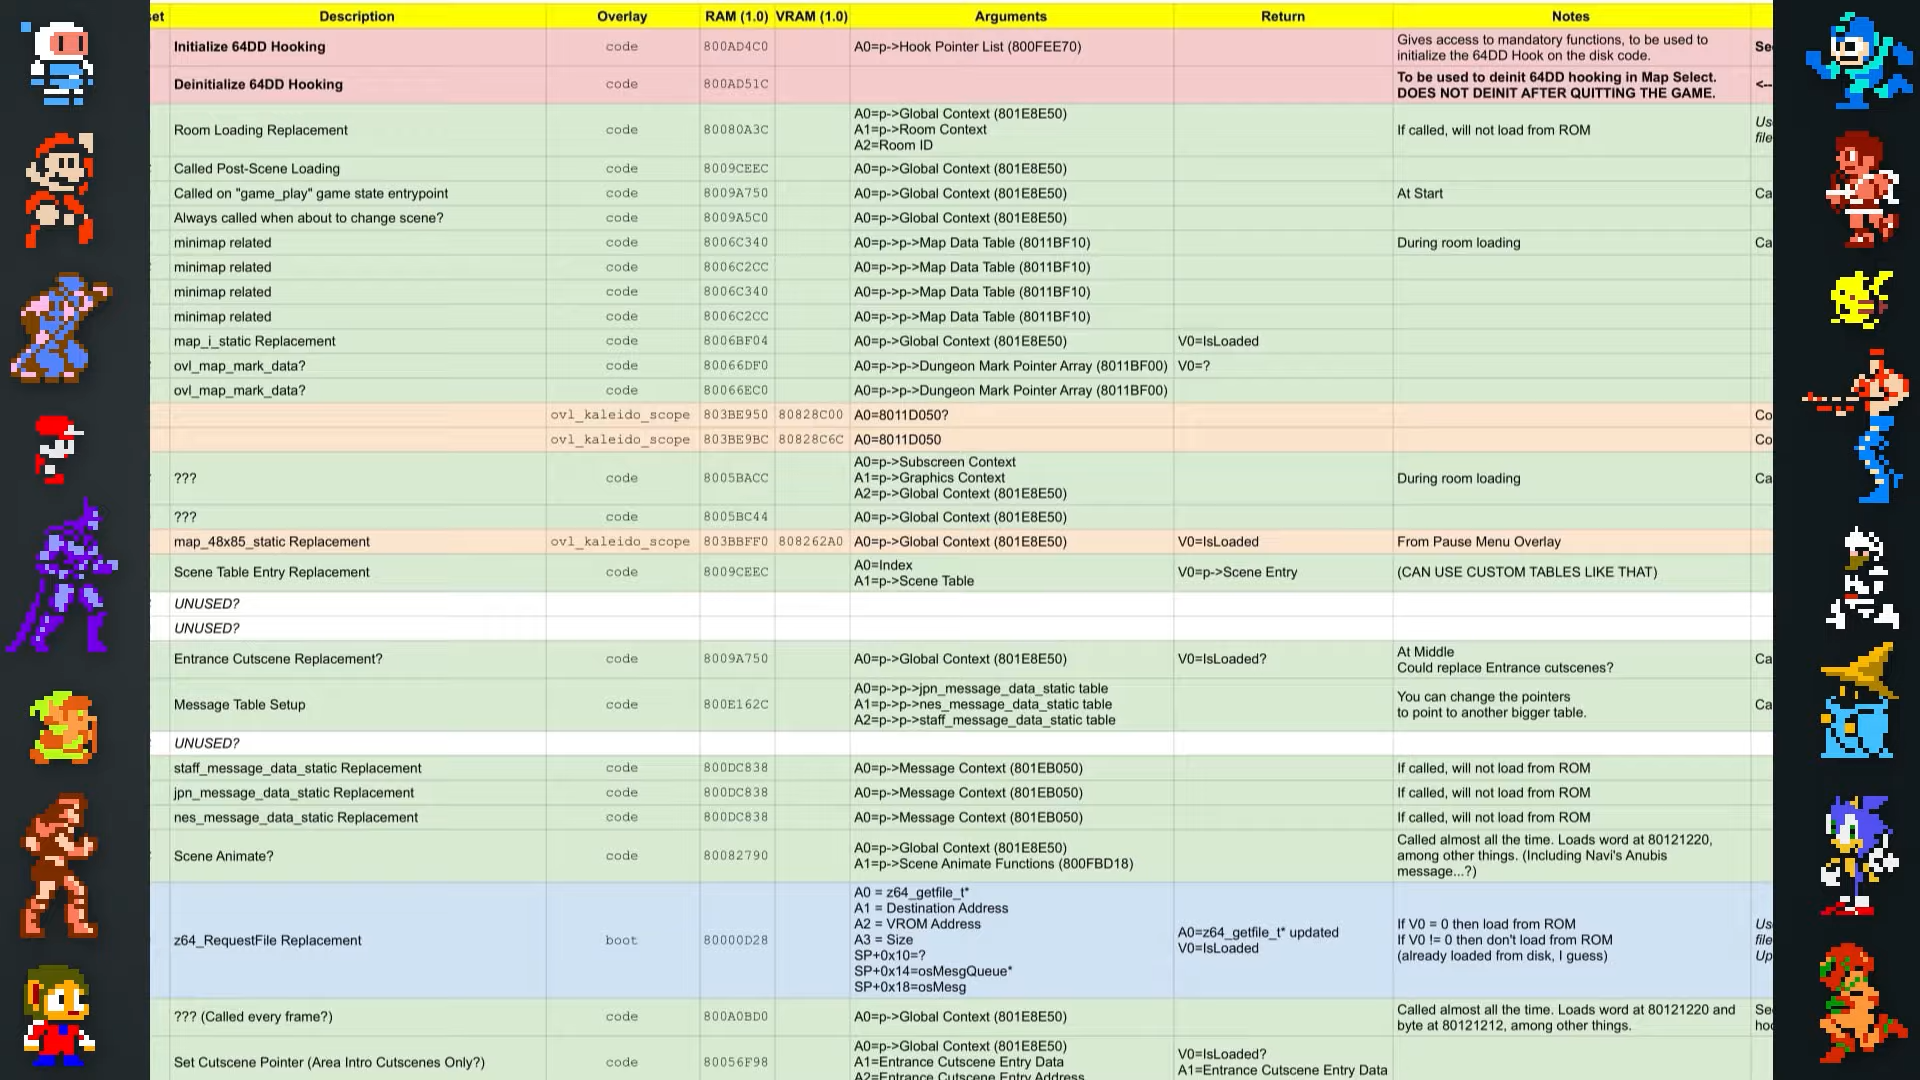 set Description Overlay RAM (1.0) VRAM (1.0) Arguments Return Notes
Initialize 64DD Hooking code 800AD4C0 A0=p->Hook Pointer List (800FEE70) Gives access to mandatory functions, to be used to
initialize the 64DD Hook on the disk code. Se
Deinitialize 64DD Hooking code 800AD51C To be used to deinit 64DD hooking in Map Select.
DOES NOT DEINIT AFTER QUITTING THE GAME. <--
Room Loading Replacement code 80080A3C A0=p->Global Context (801E8E50)
A1=p->Room Context
A2=Room ID
If called, will not load from ROM Us
file
Called Post-Scene Loading code 8009CEEC A0=p->Global Context (801E8E50)
Called on "game_play" game state entrypoint code 8009A750 A0=p->Global Context (801E8E50) At Start Ca
Always called when about to change scene? code 8009A5C0 A0=p->Global Context (801E8E50)
minimap related code 8006C340 A0=p->p->Map Data Table (8011BF10) During room loading Ca
minimap related code 8006C2CC A0=p->p->Map Data Table (8011BF10)
minimap related code 8006C340 A0=p->p->Map Data Table (8011BF10)
minimap related code 8006C2CC A0=p->p->Map Data Table (8011BF10)
map_i_static Replacement code 8006BF04 A0=p->Global Context (801E8E50) V0=IsLoaded
ovl_map_mark_data? code 80066DF0 A0=p->p->Dungeon Mark Pointer Array (8011BF00) V0=?
ovl_map_mark_data? code 80066EC0 A0=p->p->Dungeon Mark Pointer Array (8011BF00)
ovl_kaleido_scope 803BE950 80828C00 A0=8011D050? Co
ovl_kaleido_scope 803BE9BC 80828C6C A0=8011D050 Co
??? code 8005BACC A0=p->Subscreen Context
A1=p->Graphics Context
A2=p->Global Context (801E8E50)
During room loading Ca
??? code 8005BC44 A0=p->Global Context (801E8E50)
map_48x85_static Replacement ovl_kaleido_scope 803BBFF0 808262A0 A0=p->Global Context (801E8E50) V0=IsLoaded From Pause Menu Overlay
Scene Table Entry Replacement code 8009CEEC A0=Index
A1=p->Scene Table
V0=p->Scene Entry (CAN USE CUSTOM TABLES LIKE THAT)
UNUSED?
UNUSED?
Entrance Cutscene Replacement? code 8009A750 A0=p->Global Context (801E8E50) V0=IsLoaded? At Middle
Could replace Entrance cutscenes? Ca
Message Table Setup code 800E162C A0=p->p->jpn_message_data_static table
A1=p->p->nes_message_data_static table
A2=p->p->staff_message_data_static table
You can change the pointers
to point to another bigger table. Ca
UNUSED?
staff_message_data_static Replacement code 800DC838 A0=p->Message Context (801EB050) If called, will not load from ROM
jpn_message_data_static Replacement code 800DC838 A0=p->Message Context (801EB050) If called, will not load from ROM
nes_message_data_static Replacement code 800DC838 A0=p->Message Context (801EB050) If called, will not load from ROM
Scene Animate? code 80082790 A0=p->Global Context (801E8E50)
A1=p->Scene Animate Functions (800FBD18)
Called almost all the time. Loads word at 80121220,
among other things. (Including Navi's Anubis
message...?)
z64_RequestFile Replacement boot 80000D28 A0 = z64_getfile_t*
A1 = Destination Address
A2 = VROM Address
A3 = Size
SP+0x10=?
SP+0x14=osMesgQueue*
SP+0x18=osMesg
A0=z64_getfile_t* updated
V0=IsLoaded
If V0 = 0 then load from ROM
If V0 != 0 then don't load from ROM
(already loaded from disk, I guess)
Us
file
Up
??? (Called every frame?) code 800A0BD0 A0=p->Global Context (801E8E50) Called almost all the time. Loads word at 80121220 and
byte at 80121212, among other things. Se
hoo
Set Cutscene Pointer (Area Intro Cutscenes Only?) code 80056F98 A0=p->Global Context (801E8E50)
A1=Entrance Cutscene Entry Data
A2=Entrance Cutscene Entry Address
V0=IsLoaded?
A1=Entrance Cutscene Entry Data